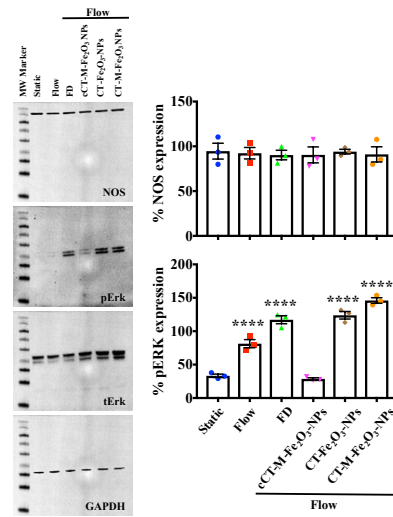 Flow
MW Marker
Static
Flow
FD
cCT-M-Fe₂O₃ NPs
CT-Fe₂O₃-NPs
CT-M-Fe₂O₃NPs
NOS
pErk
tErk
GAPDH
% NOS expression
150
100
50
0
% pERK expression
200
150
100
50
0
****
****
****
****
Static
Flow
FD
cCT-M-Fe₂O₃-NPs
CT-Fe₂O₃-NPs
CT-M-Fe₂O₃-NPs
Flow